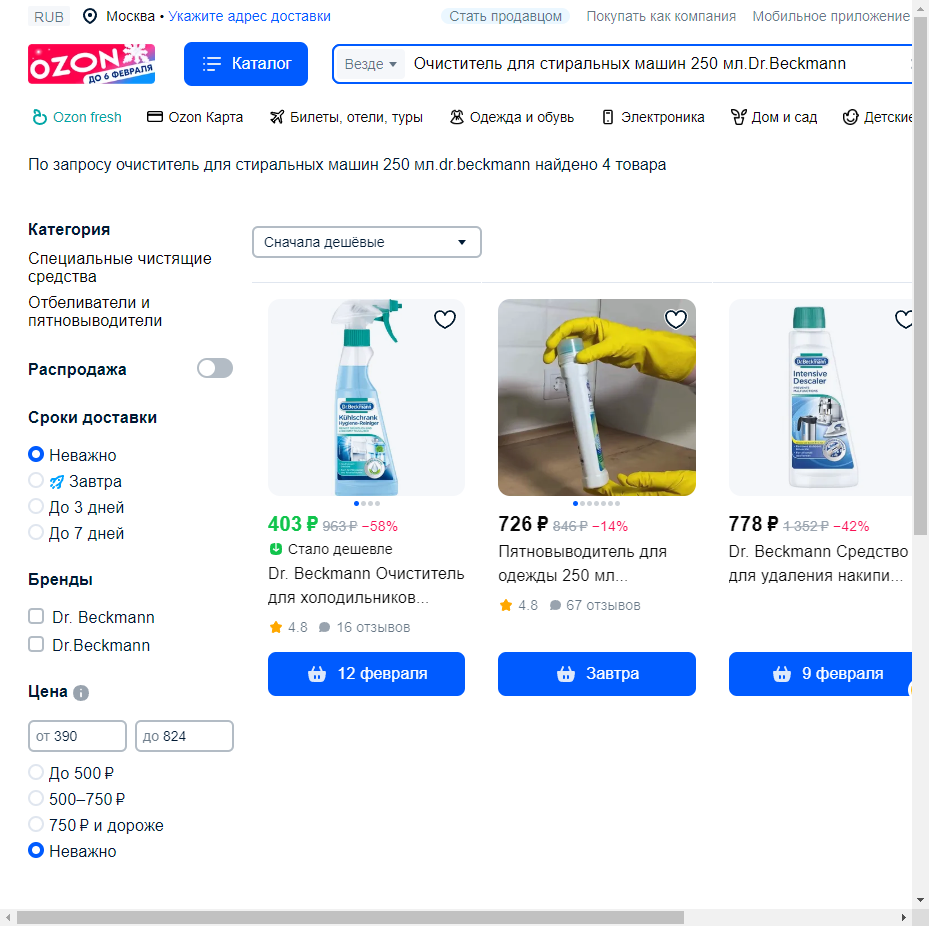 RUB
Москва • Укажите адрес доставки
Стать продавцом
Покупать как компания
Мобильное приложение
OZON
ДО 6 ФЕВРАЛЯ
Каталог
Везде
Очиститель для стиральных машин 250 мл.Dr.Beckmann
Ozon fresh
Ozon Карта
Билеты, отели, туры
Одежда и обувь
Электроника
Дом и сад
Детские
По запросу очиститель для стиральных машин 250 мл.dr.beckmann найдено 4 товара
Категория
Специальные чистящие
средства
Отбеливатели и
пятновыводители
Распродажа
Сроки доставки
Неважно
Завтра
До 3 дней
До 7 дней
Бренды
Dr. Beckmann
Dr.Beckmann
Цена
от 390
до 824
До 500 ₽
500–750 ₽
750 ₽ и дороже
Неважно
Сначала дешёвые
Dr.Beckmann
Kühlschrank
Hygiene-Reiniger
403 ₽ 963 ₽ −58%
Стало дешевле
Dr. Beckmann Очиститель
для холодильников...
4.8 16 отзывов
12 февраля
726 ₽ 846 ₽ −14%
Пятновыводитель для
одежды 250 мл...
4.8 67 отзывов
Завтра
Dr.Beckmann
Intensive
Descaler
778 ₽ 1 352 ₽ −42%
Dr. Beckmann Средство
для удаления накипи...
9 февраля